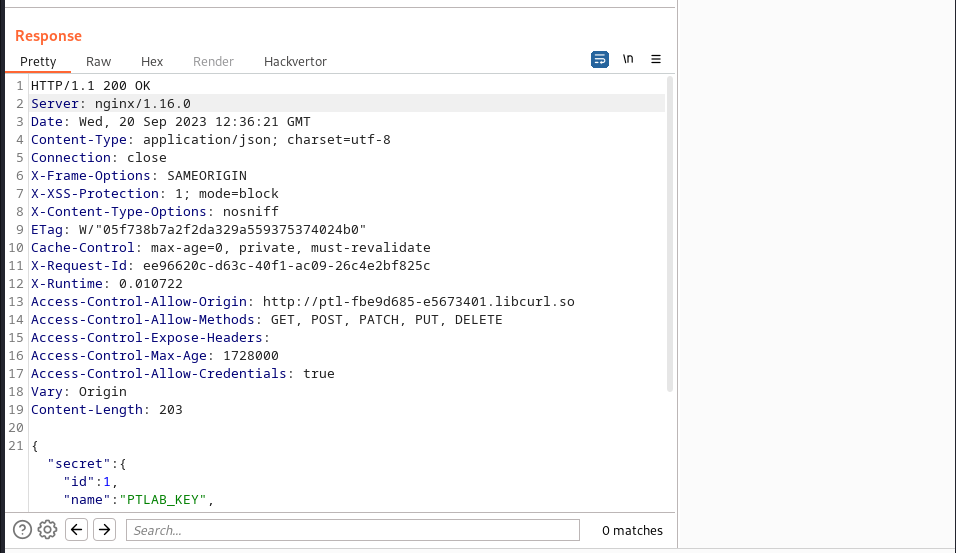 Response
Pretty Raw Hex Render Hackvertor \n
1 HTTP/1.1 200 OK
2 Server: nginx/1.16.0
3 Date: Wed, 20 Sep 2023 12:36:21 GMT
4 Content-Type: application/json; charset=utf-8
5 Connection: close
6 X-Frame-Options: SAMEORIGIN
7 X-XSS-Protection: 1; mode=block
8 X-Content-Type-Options: nosniff
9 ETag: W/"05f738b7a2f2da329a559375374024b0"
10 Cache-Control: max-age=0, private, must-revalidate
11 X-Request-Id: ee96620c-d63c-40f1-ac09-26c4e2bf825c
12 X-Runtime: 0.010722
13 Access-Control-Allow-Origin: http://ptl-fbe9d685-e5673401.libcurl.so
14 Access-Control-Allow-Methods: GET, POST, PATCH, PUT, DELETE
15 Access-Control-Expose-Headers:
16 Access-Control-Max-Age: 1728000
17 Access-Control-Allow-Credentials: true
18 Vary: Origin
19 Content-Length: 203
20
21 {
"secret":{
"id":1,
"name":"PTLAB_KEY",
? Search... 0 matches